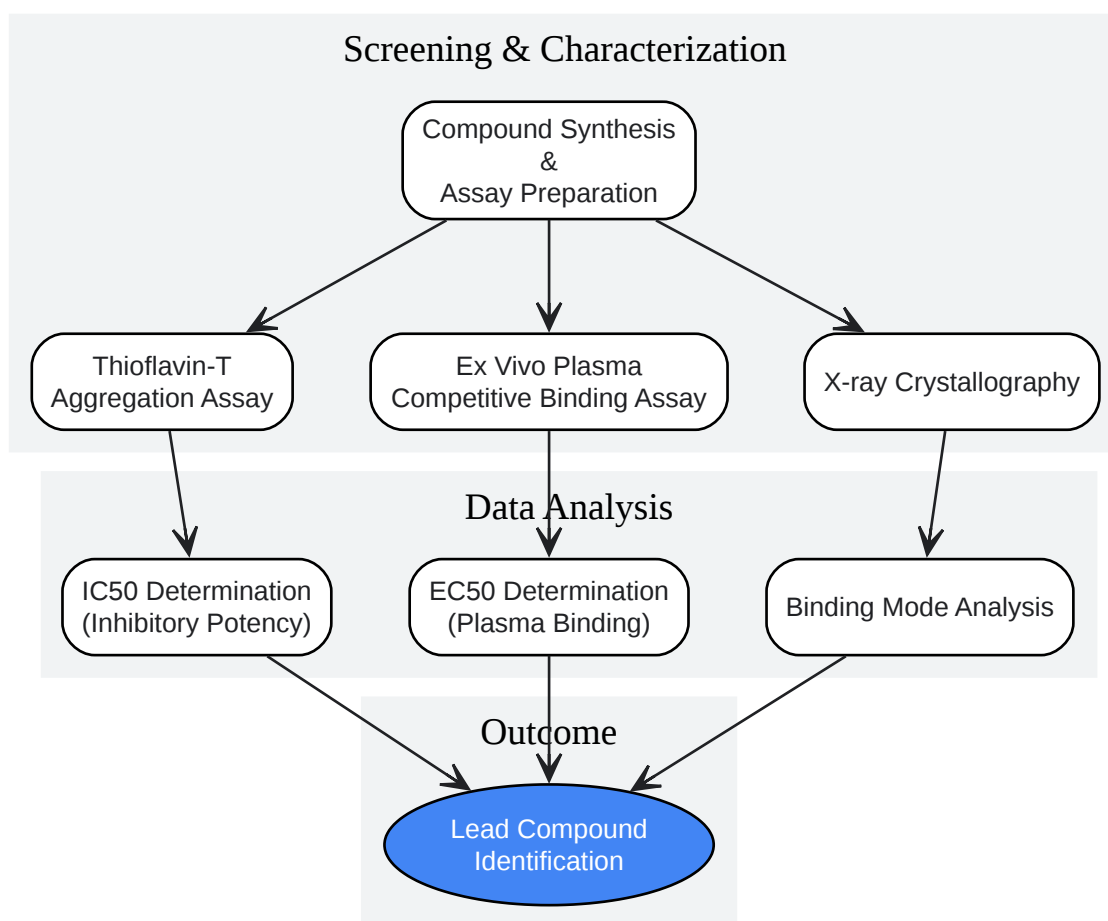 Screening & Characterization
Compound Synthesis
&
Assay Preparation
Thioflavin-T
Aggregation Assay
Ex Vivo Plasma
Competitive Binding Assay
X-ray Crystallography
Data Analysis
IC50 Determination
(Inhibitory Potency)
EC50 Determination
(Plasma Binding)
Binding Mode Analysis
Outcome
Lead Compound
Identification